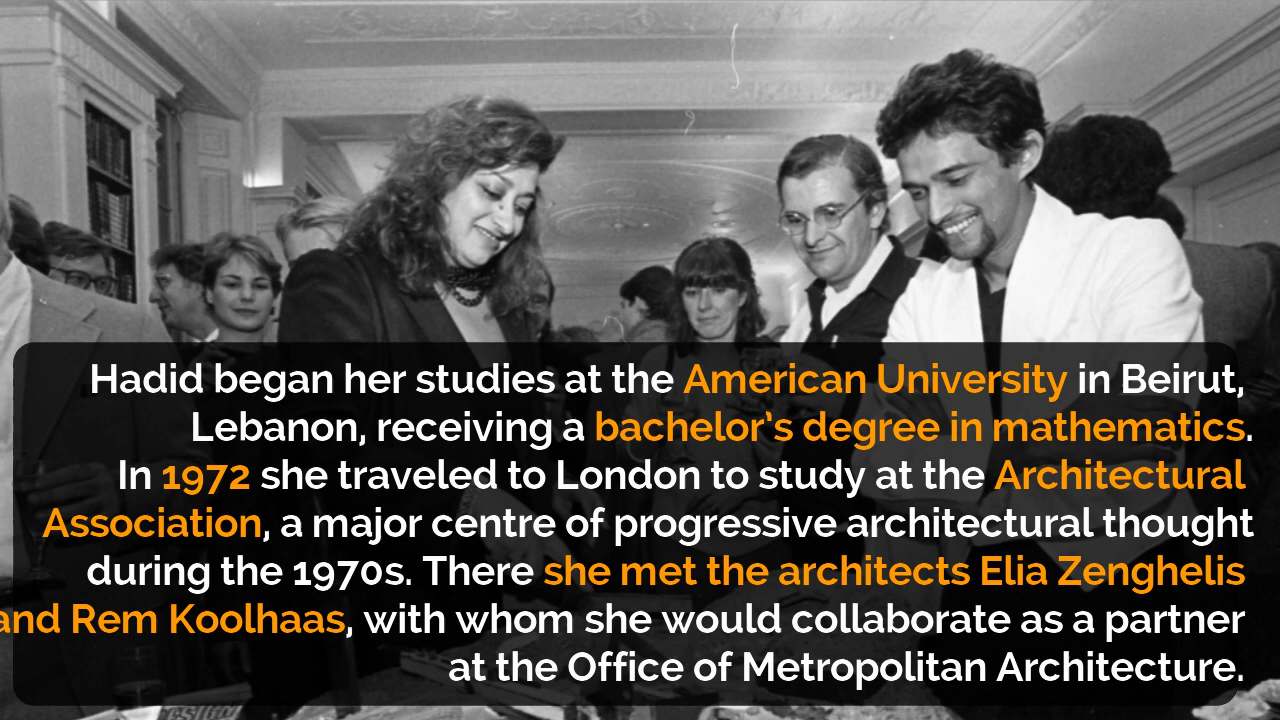 Hadid began her studies at the American University in Beirut,
Lebanon, receiving a bachelor’s degree in mathematics.
In 1972 she traveled to London to study at the Architectural
Association, a major centre of progressive architectural thought
during the 1970s. There she met the architects Elia Zenghelis
and Rem Koolhaas, with whom she would collaborate as a partner
at the Office of Metropolitan Architecture.